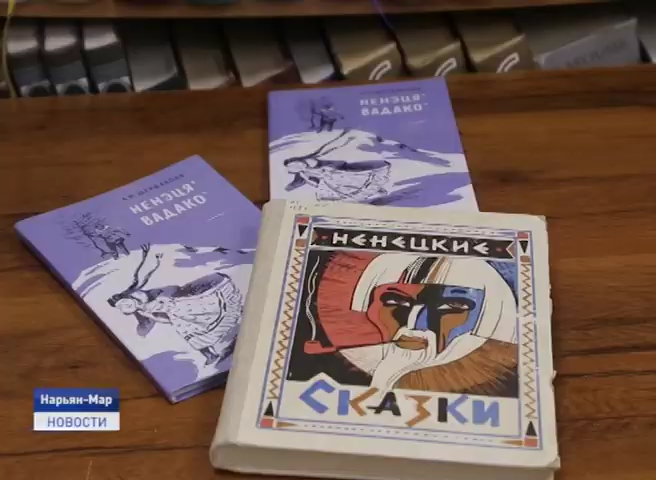 НЕНЭЦЯ'
ВАДАКО'
НЕНЭЦЯ'
ВАДАКО'
НЕНЕЦКИЕ
СКАЗКИ
Нарьян-Мар
НОВОСТИ